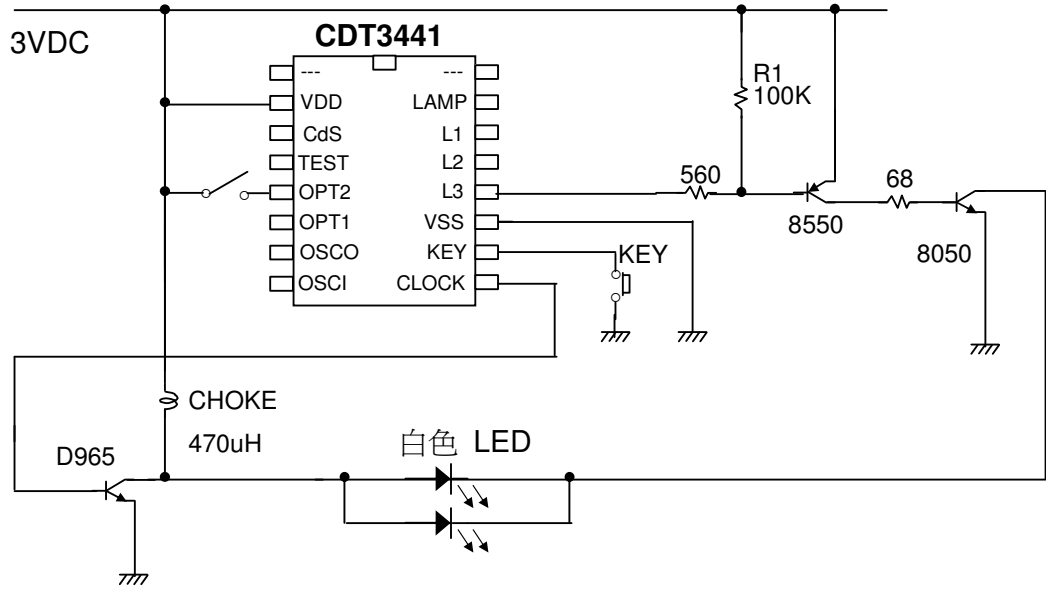 3VDC
CDT3441
---
---
VDD
LAMP
CdS
L1
TEST
L2
OPT2
L3
OPT1
VSS
OSCO
KEY
OSCI
CLOCK
R1
100K
560
8550
68
8050
KEY
CHOKE
470uH
D965
白色 LED